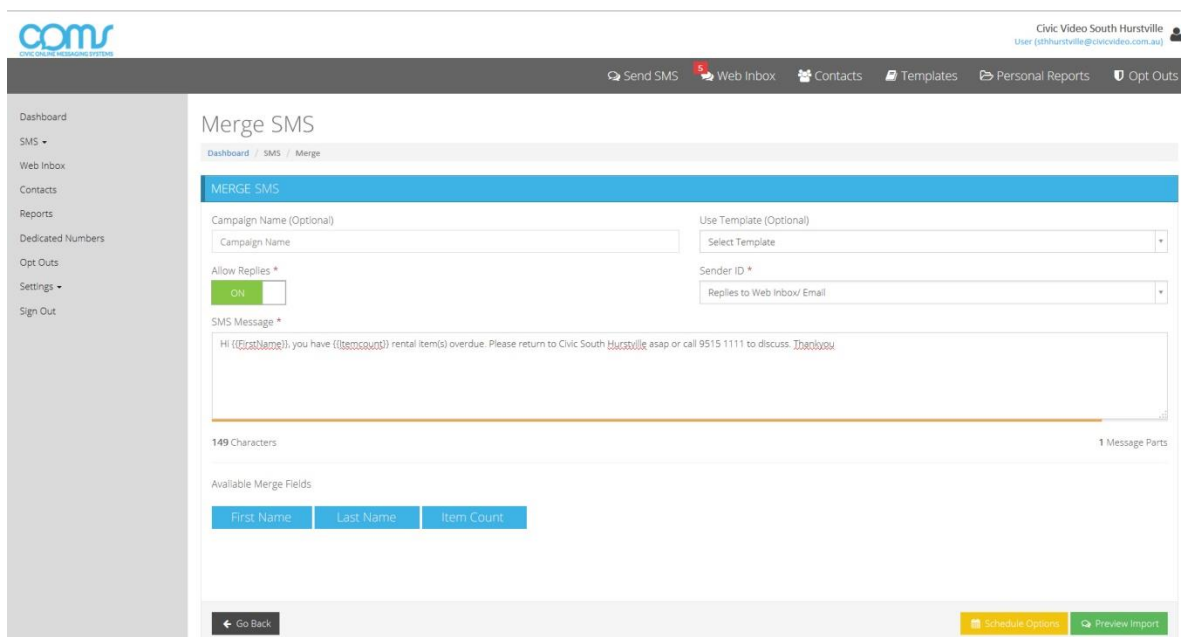 coms
CIVIC ONLINE MESSAGING SYSTEMS
Civic Video South Hurstville
User (sthhurstville@civicvideo.com.au)
Send SMS 5 Web Inbox Contacts Templates Personal Reports Opt Outs
Dashboard
SMS
Web Inbox
Contacts
Reports
Dedicated Numbers
Opt Outs
Settings
Sign Out
Merge SMS
Dashboard / SMS / Merge
MERGE SMS
Campaign Name (Optional) Use Template (Optional)
Campaign Name Select Template
Allow Replies * Sender ID *
ON Replies to Web Inbox/ Email
SMS Message *
Hi {{FirstName}}, you have {{Itemcount}} rental item(s) overdue. Please return to Civic South Hurstville asap or call 9515 1111 to discuss. Thankyou
149 Characters 1 Message Parts
Available Merge Fields
First Name Last Name Item Count
Go Back Schedule Options Preview Import